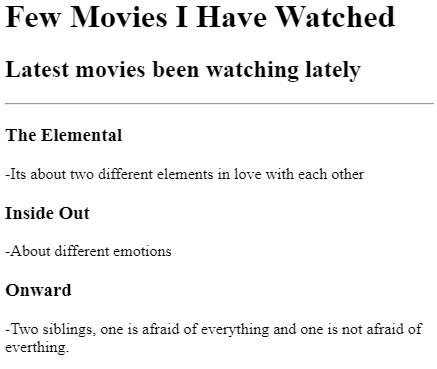 Few Movies I Have Watched
Latest movies been watching lately
The Elemental
-Its about two different elements in love with each other
Inside Out
-About different emotions
Onward
-Two siblings, one is afraid of everything and one is not afraid of
everthing.